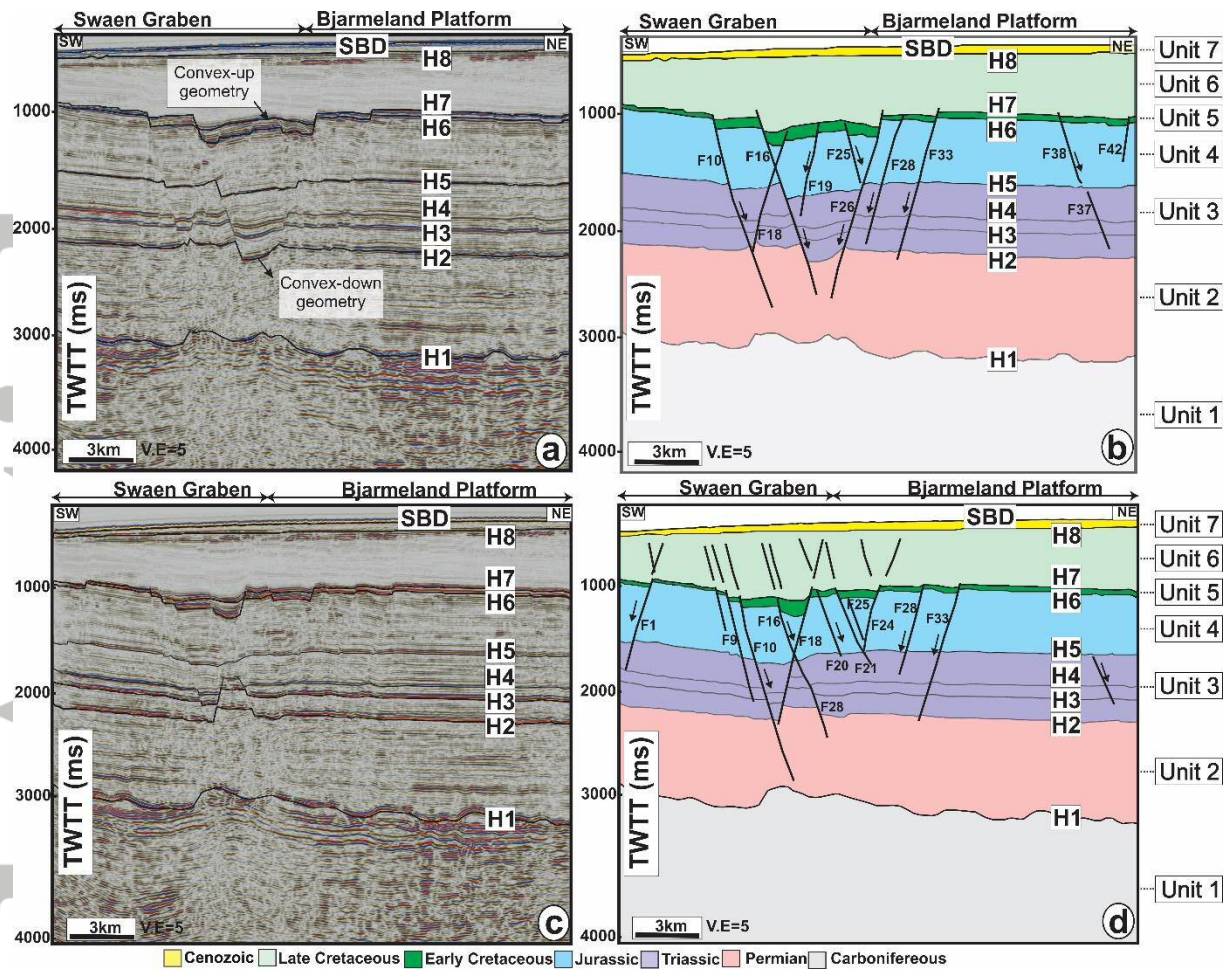 Swaen Graben
Bjarmeland Platform
SW
SBD
NE
H8
Convex-up
geometry
H7
H6
H5
H4
H3
H2
Convex-down
geometry
H1
1000
2000
3000
4000
TWTT (ms)
3km
V.E=5
a
Swaen Graben
Bjarmeland Platform
SW
SBD
NE
H8
H7
H6
H5
H4
H3
H2
H1
F10
F16
F25
F28
F33
F38
F42
F19
F26
F18
F37
1000
2000
3000
4000
TWTT (ms)
3km
V.E=5
b
Unit 7
Unit 6
Unit 5
Unit 4
Unit 3
Unit 2
Unit 1
Swaen Graben
Bjarmeland Platform
SW
SBD
NE
H8
H7
H6
H5
H4
H3
H2
H1
1000
2000
3000
4000
TWTT (ms)
3km
V.E=5
c
Swaen Graben
Bjarmeland Platform
SW
SBD
NE
H8
H7
H6
H5
H4
H3
H2
H1
F1
F9
F10
F16
F18
F20
F21
F25
F24
F28
F33
F28
1000
2000
3000
4000
TWTT (ms)
3km
V.E=5
d
Unit 7
Unit 6
Unit 5
Unit 4
Unit 3
Unit 2
Unit 1
Cenozoic Late Cretaceous Early Cretaceous Jurassic Triassic Permian Carbonifereous